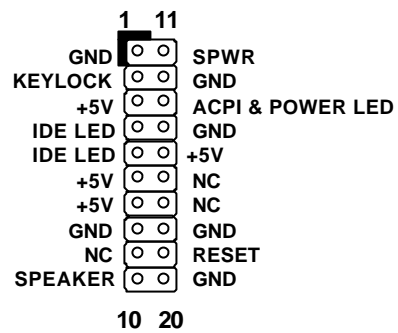 1 11
GND SPWR
KEYLOCK GND
+5V ACPI & POWER LED
IDE LED GND
IDE LED +5V
+5V NC
+5V NC
GND GND
NC RESET
SPEAKER GND
10 20